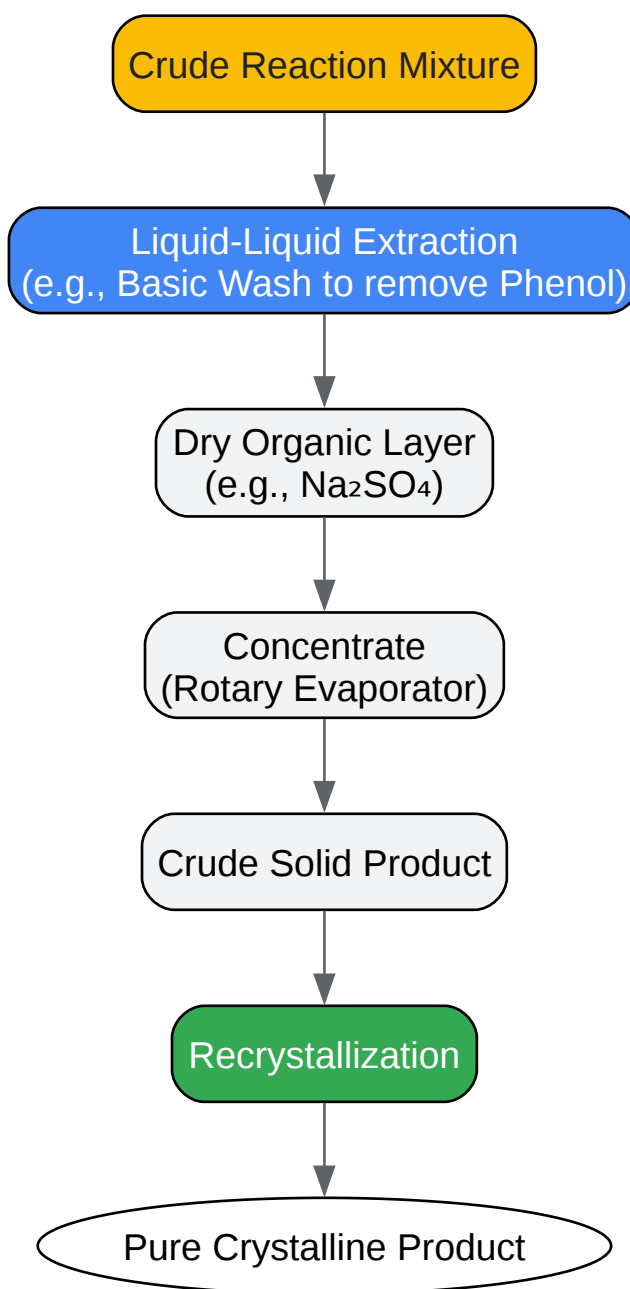 Crude Reaction Mixture
Liquid-Liquid Extraction
(e.g., Basic Wash to remove Phenol)
Dry Organic Layer
(e.g., Na₂SO₄)
Concentrate
(Rotary Evaporator)
Crude Solid Product
Recrystallization
Pure Crystalline Product